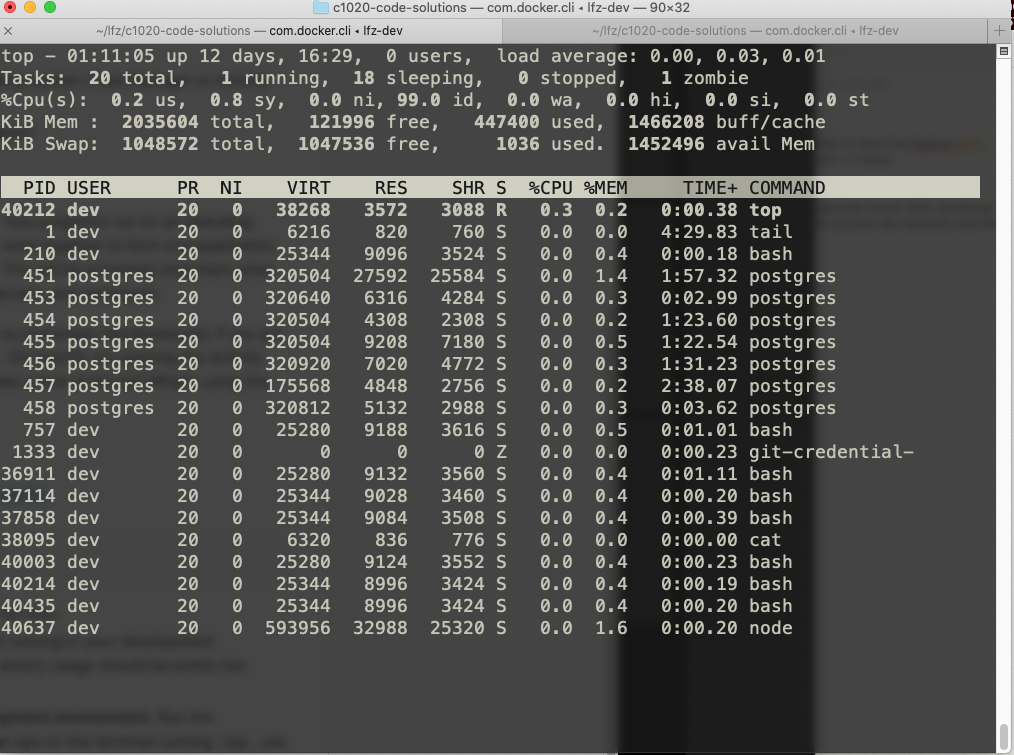 c1020-code-solutions — com.docker.cli ◂ lfz-dev — 90×32
~/lfz/c1020-code-solutions — com.docker.cli ◂ lfz-dev
~/lfz/c1020-code-solutions — com.docker.cli ◂ lfz-dev
top - 01:11:05 up 12 days, 16:29,  0 users,  load average: 0.00, 0.03, 0.01
Tasks:  20 total,   1 running,  18 sleeping,   0 stopped,   1 zombie
%Cpu(s):  0.2 us,  0.8 sy,  0.0 ni, 99.0 id,  0.0 wa,  0.0 hi,  0.0 si,  0.0 st
KiB Mem :  2035604 total,   121996 free,   447400 used,  1466208 buff/cache
KiB Swap:  1048572 total,  1047536 free,     1036 used.  1452496 avail Mem
  PID USER      PR  NI    VIRT    RES    SHR S  %CPU %MEM     TIME+ COMMAND
40212 dev       20   0   38268   3572   3088 R   0.3  0.2   0:00.38 top
    1 dev       20   0    6216    820    760 S   0.0  0.0   4:29.83 tail
  210 dev       20   0   25344   9096   3524 S   0.0  0.4   0:00.18 bash
  451 postgres  20   0  320504  27592  25584 S   0.0  1.4   1:57.32 postgres
  453 postgres  20   0  320640   6316   4284 S   0.0  0.3   0:02.99 postgres
  454 postgres  20   0  320504   4308   2308 S   0.0  0.2   1:23.60 postgres
  455 postgres  20   0  320504   9208   7180 S   0.0  0.5   1:22.54 postgres
  456 postgres  20   0  320920   7020   4772 S   0.0  0.3   1:31.23 postgres
  457 postgres  20   0  175568   4848   2756 S   0.0  0.2   2:38.07 postgres
  458 postgres  20   0  320812   5132   2988 S   0.0  0.3   0:03.62 postgres
  757 dev       20   0   25280   9188   3616 S   0.0  0.5   0:01.01 bash
 1333 dev       20   0       0      0      0 Z   0.0  0.0   0:00.23 git-credential-
36911 dev       20   0   25280   9132   3560 S   0.0  0.4   0:01.11 bash
37114 dev       20   0   25344   9028   3460 S   0.0  0.4   0:00.20 bash
37858 dev       20   0   25344   9084   3508 S   0.0  0.4   0:00.39 bash
38095 dev       20   0    6320    836    776 S   0.0  0.0   0:00.00 cat
40003 dev       20   0   25280   9124   3552 S   0.0  0.4   0:00.23 bash
40214 dev       20   0   25344   8996   3424 S   0.0  0.4   0:00.19 bash
40435 dev       20   0   25344   8996   3424 S   0.0  0.4   0:00.20 bash
40637 dev       20   0  593956  32988  25320 S   0.0  1.6   0:00.20 node